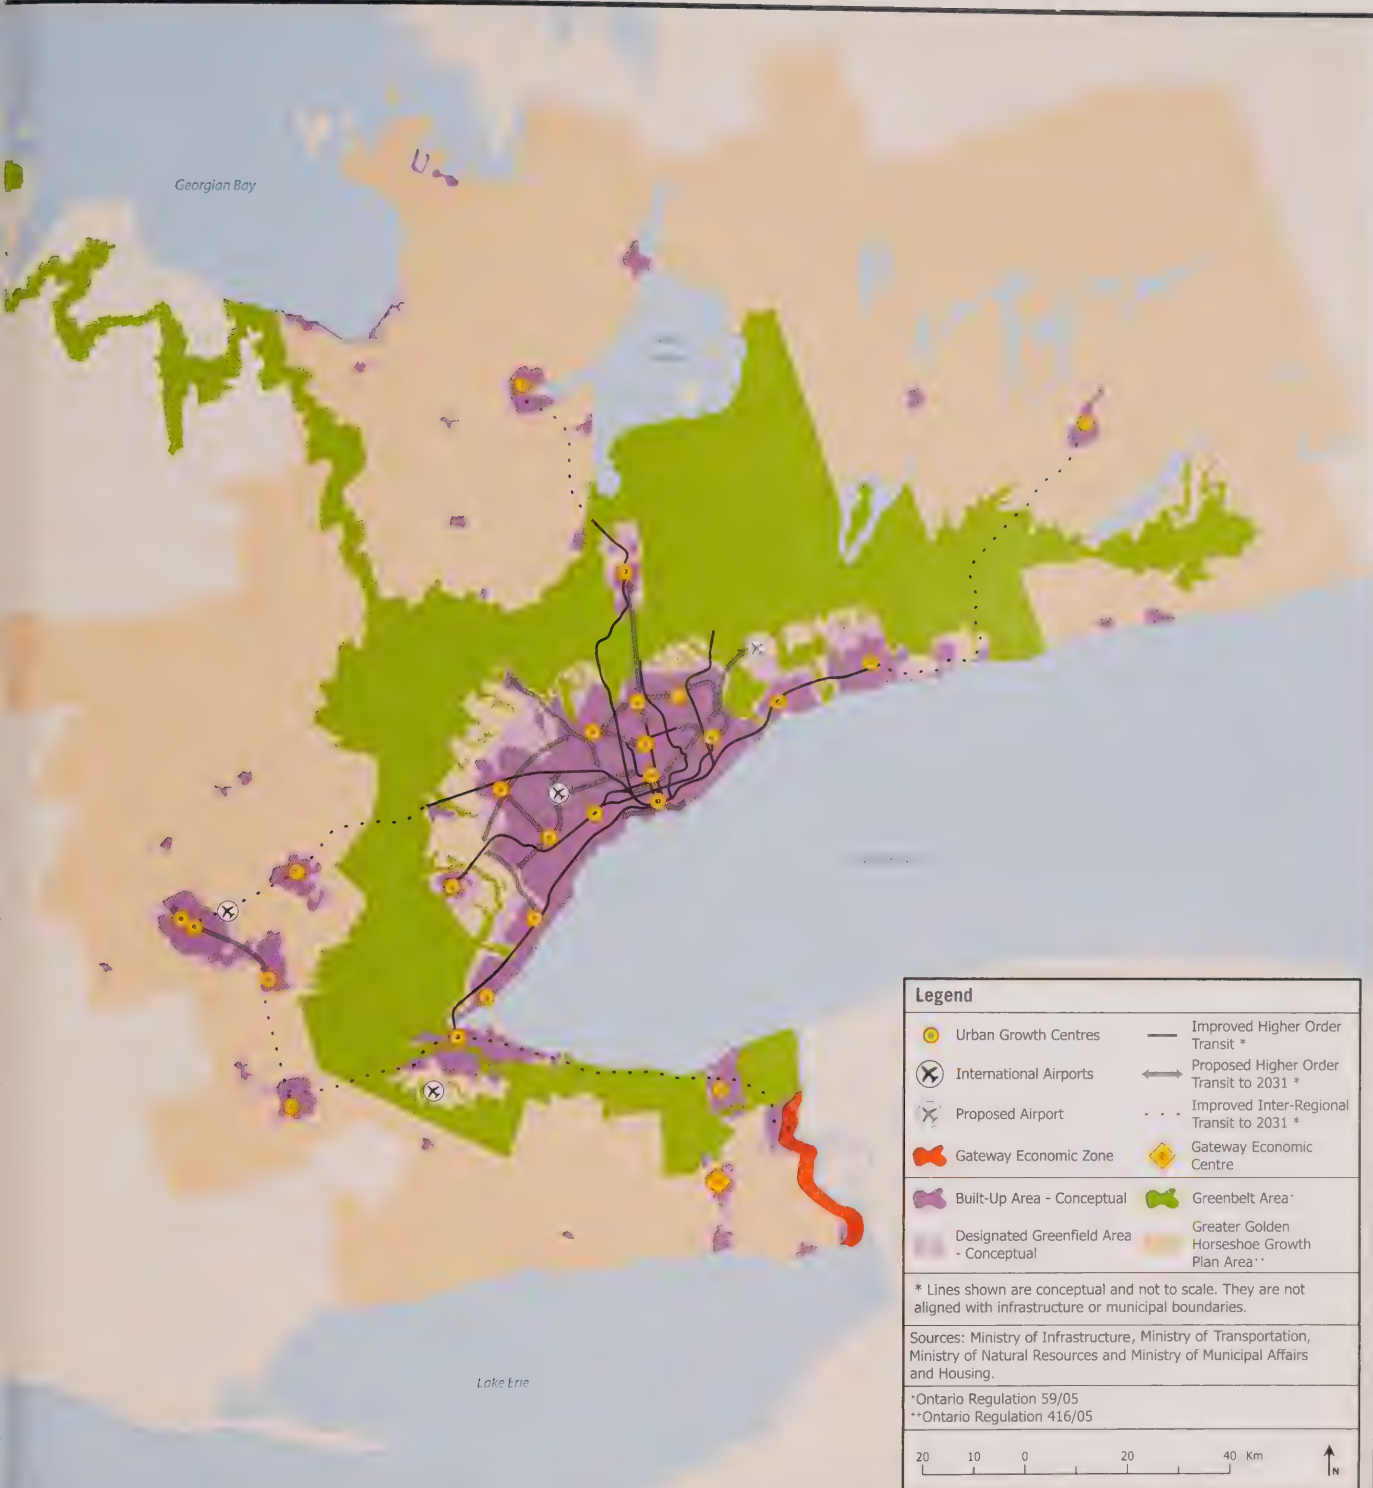 Georgian Bay
Lake Erie
Legend
Urban Growth Centres
Improved Higher Order
Transit *
International Airports
Proposed Higher Order
Transit to 2031 *
Proposed Airport
Improved Inter-Regional
Transit to 2031 *
Gateway Economic Zone
Gateway Economic
Centre
Built-Up Area - Conceptual
Greenbelt Area*
Designated Greenfield Area
- Conceptual
Greater Golden
Horseshoe Growth
Plan Area**
* Lines shown are conceptual and not to scale. They are not
aligned with infrastructure or municipal boundaries.
Sources: Ministry of Infrastructure, Ministry of Transportation,
Ministry of Natural Resources and Ministry of Municipal Affairs
and Housing.
*Ontario Regulation 59/05
**Ontario Regulation 416/05
20 10 0 20 40 Km
N